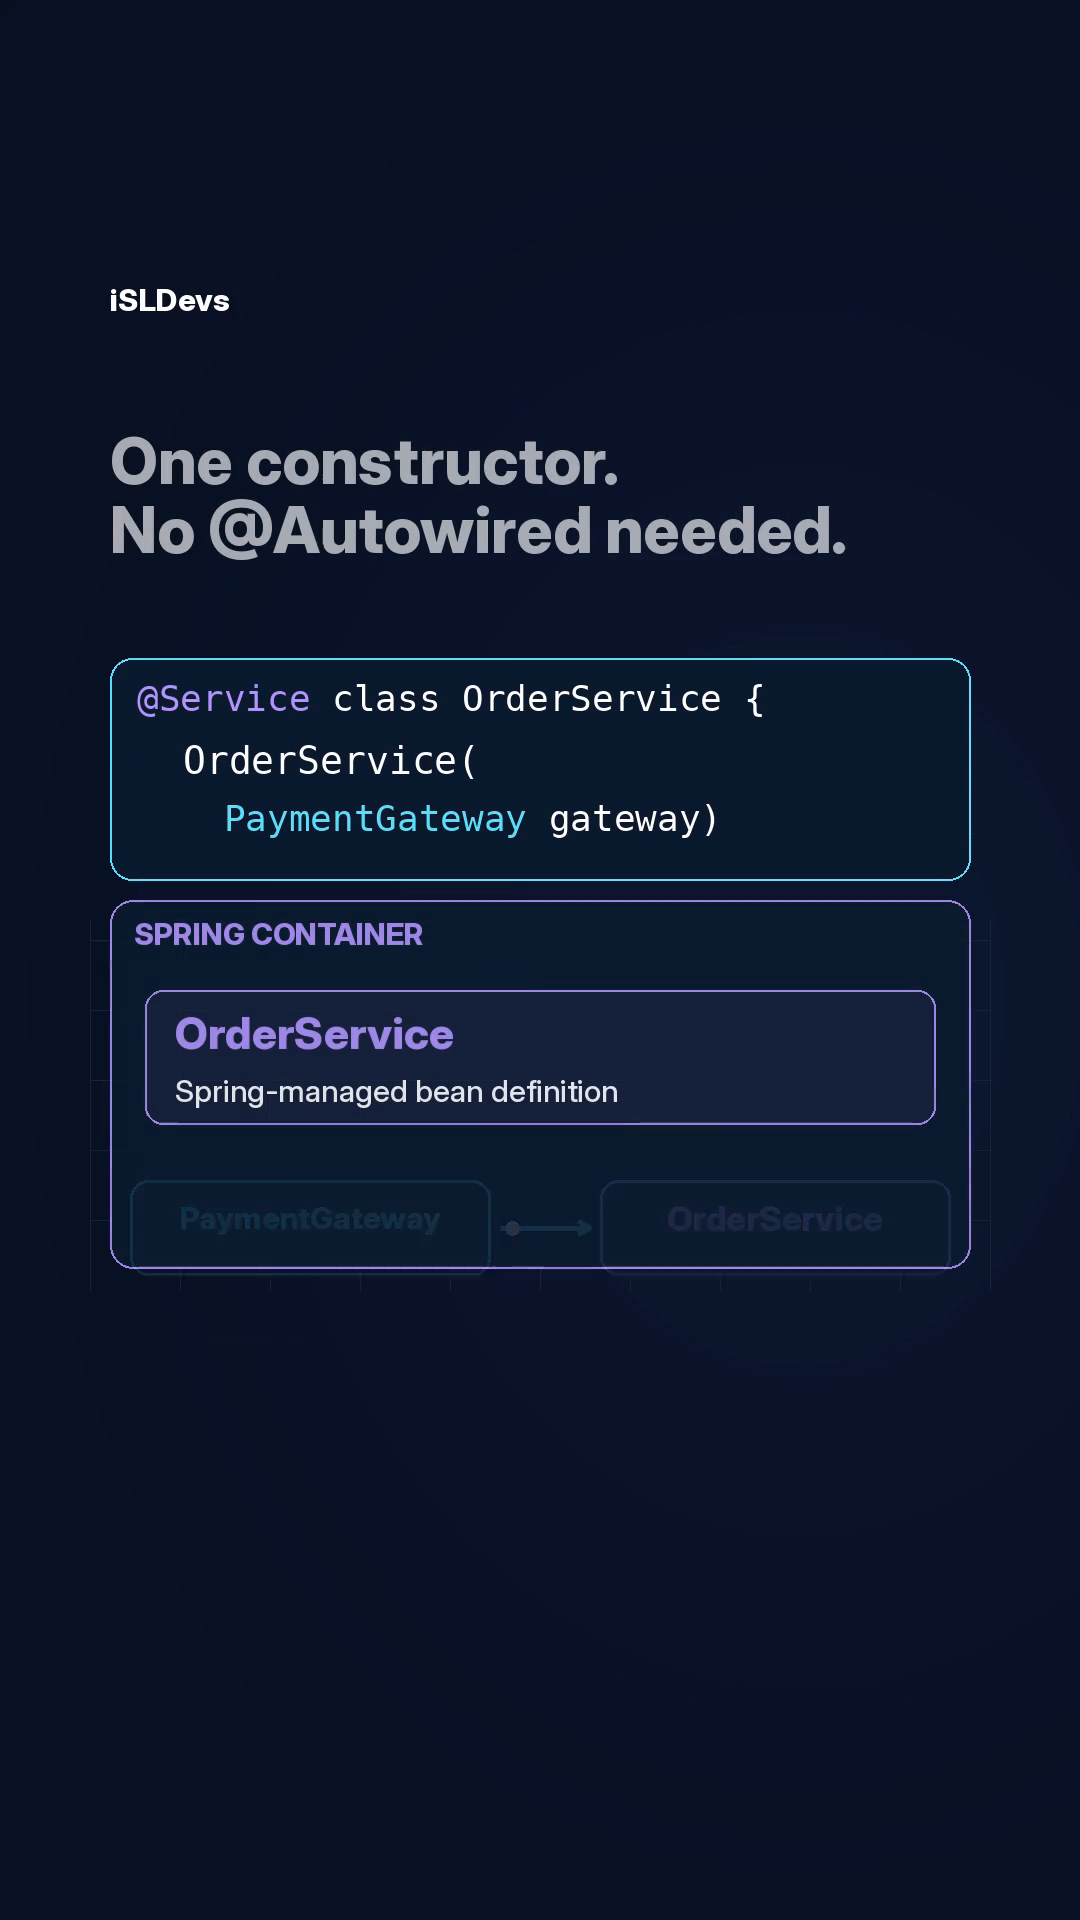 iSLDevs
One constructor.
No @Autowired needed.
@Service class OrderService {
OrderService(
PaymentGateway gateway)
SPRING CONTAINER
OrderService
Spring-managed bean definition
PaymentGateway
OrderService